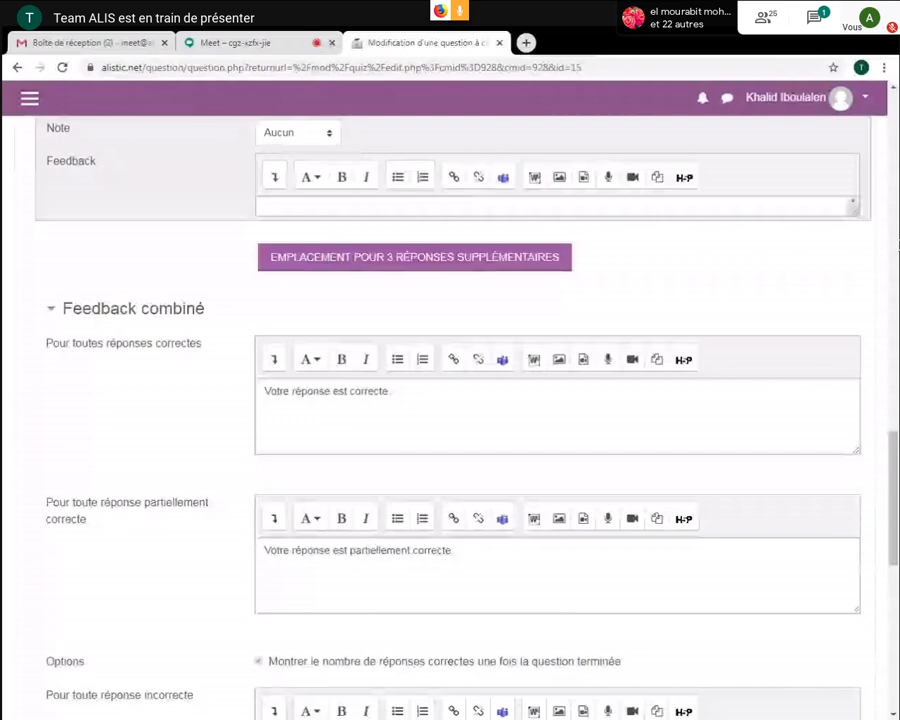 Team ALIS est en train de présenter
el mourabit moh...
et 22 autres
25
1
Vous
A
T
Boîte de réception (2) – imeet@a
Meet – cgz-xzfx-jie
Modification d'une question à c
alistic.net/question/question.php?returnurl=%2Fmod%2Fquiz%2Fedit.php%3Fcmid%3D928&cmid=928&id=15
T
Khalid Iboulalen
Note
Aucun
Feedback
A B I H-P
EMPLACEMENT POUR 3 RÉPONSES SUPPLÉMENTAIRES
Feedback combiné
Pour toutes réponses correctes
A B I H-P
Votre réponse est correcte.
Pour toute réponse partiellement
correcte
A B I H-P
Votre réponse est partiellement correcte.
Options
Montrer le nombre de réponses correctes une fois la question terminée
Pour toute réponse incorrecte
A B I H-P